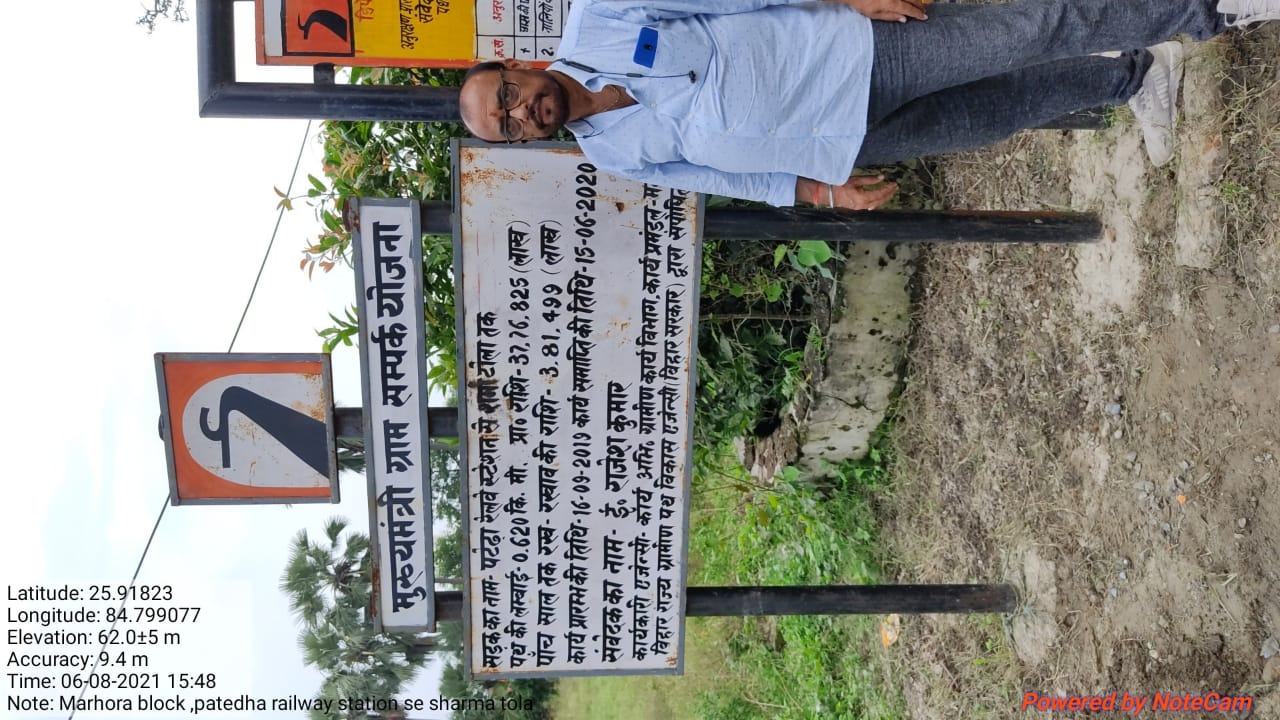 मुख्यमंत्री ग्राम सम्पर्क योजना
सड़क का नाम- पटेढ़ा रेलवे स्टेशन से शर्मा टोला तक
पथ की लम्बाई- 0.620 कि. मी. प्रा० राशि- 37,76,825 (लाख)
पांच साल तक रख- रखाव की राशि- 3,81,499 (लाख)
कार्य प्रारम्भ की तिथि-16-09-2019 कार्य समाप्ति की तिथि-15-06-2020
संवेदक का नाम- ई. राजेश कुमार
कार्यकारी एजेन्सी- कार्य अभि. ग्रामीण कार्य विभाग, कार्य प्रमंडल-म
बिहार राज्य ग्रामीण पथ विकास एजेन्सी (बिहार सरकार) द्वारा
क्र.सं.
1
2.
Latitude: 25.91823
Longitude: 84.799077
Elevation: 62.0±5 m
Accuracy: 9.4 m
Time: 06-08-2021 15:48
Note: Marhora block ,patedha railway station se sharma tola
Powered by NoteCam